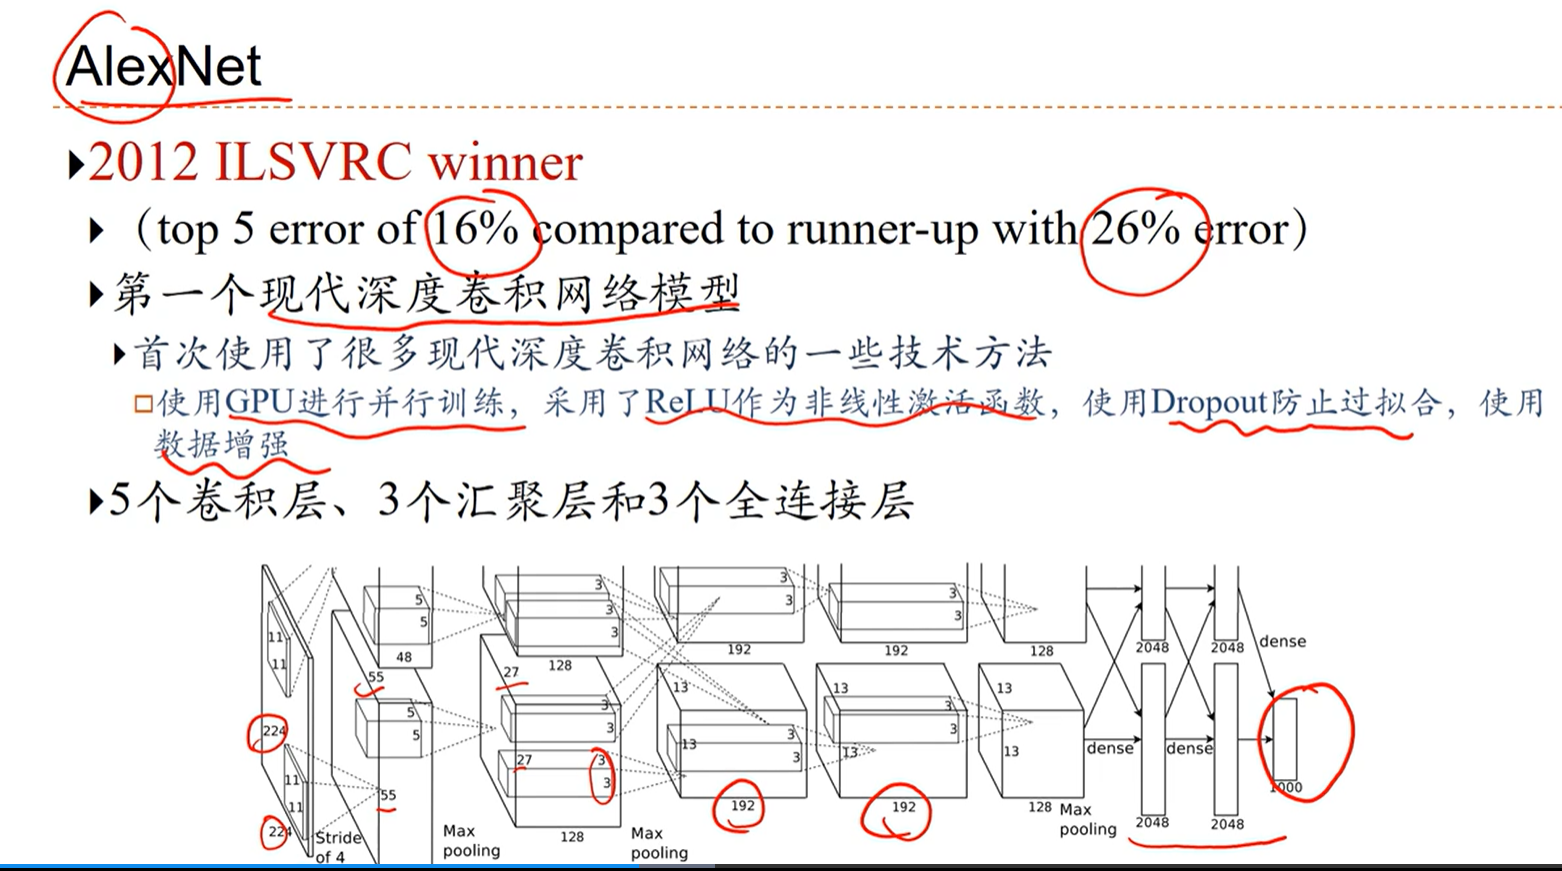 AlexNet
2012 ILSVRC winner
（top 5 error of 16% compared to runner-up with 26% error）
第一个现代深度卷积网络模型
首次使用了很多现代深度卷积网络的一些技术方法
使用GPU进行并行训练，采用了ReLU作为非线性激活函数，使用Dropout防止过拟合，使用
数据增强
5个卷积层、3个汇聚层和3个全连接层
5 3 3 3
5 3 3 3 3
11 48 128 192 192 128 2048 2048 dense
11
55 27 13 13 13
5 3 3
224 5 3 3 3 13 dense dense
27 3 13 3 13
11 3
11 55 192 192 128 2048 2048 1000
224 Stride of 4
Max pooling
128
Max pooling
Max pooling